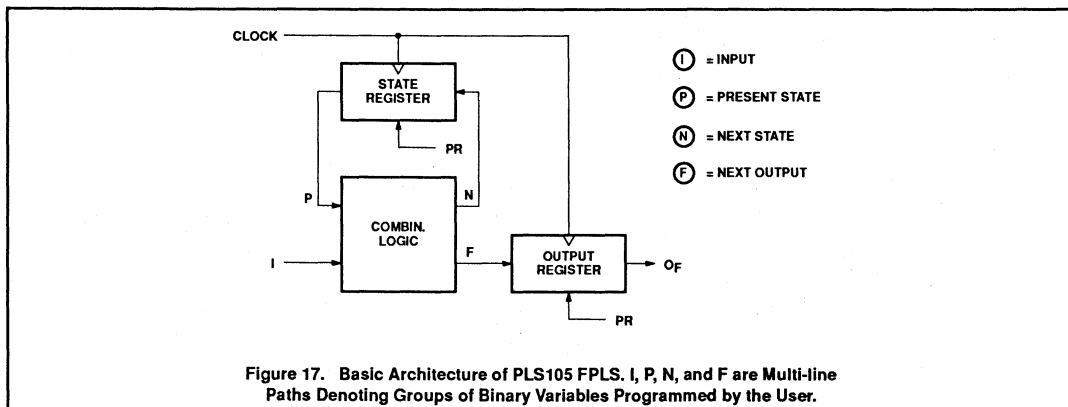 CLOCK
STATE
REGISTER
PR
P
N
COMBIN.
LOGIC
I
F
OUTPUT
REGISTER
OF
PR
I = INPUT
P = PRESENT STATE
N = NEXT STATE
F = NEXT OUTPUT
Figure 17. Basic Architecture of PLS105 FPLS. I, P, N, and F are Multi-line
Paths Denoting Groups of Binary Variables Programmed by the User.